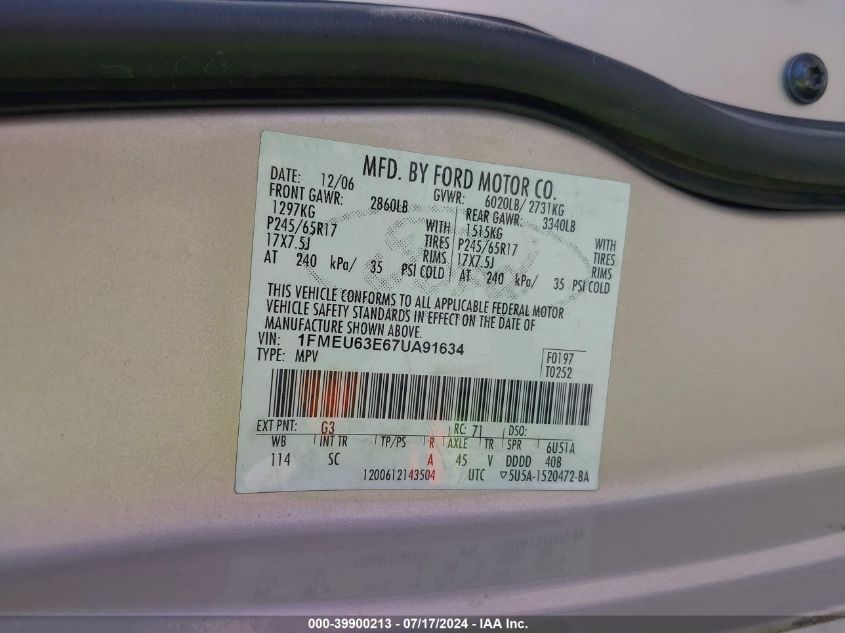 MFD. BY FORD MOTOR CO.
DATE: 12/06 GVWR: 6020LB/ 2731KG
FRONT GAWR: 2860LB REAR GAWR: 3340LB
1297KG WITH 1515KG WITH
P245/65R17 TIRES P245/65R17 TIRES
17X7.5J RIMS 17X7.5J RIMS
AT 240 kPa/ 35 PSI COLD AT 240 kPa/ 35 PSI COLD
THIS VEHICLE CONFORMS TO ALL APPLICABLE FEDERAL MOTOR
VEHICLE SAFETY STANDARDS IN EFFECT ON THE DATE OF
MANUFACTURE SHOWN ABOVE.
VIN: 1FMEU63E67UA91634
TYPE: MPV
F0197
T0252
EXT PNT: G3 RC: 71 DSO:
WB INT TR TP/PS R AXLE TR SPR 6U51A
114 SC A 45 V DDDD 40B
1200612143504 UTC ▽5U5A-1520472-BA
000-39900213 - 07/17/2024 - IAA Inc.